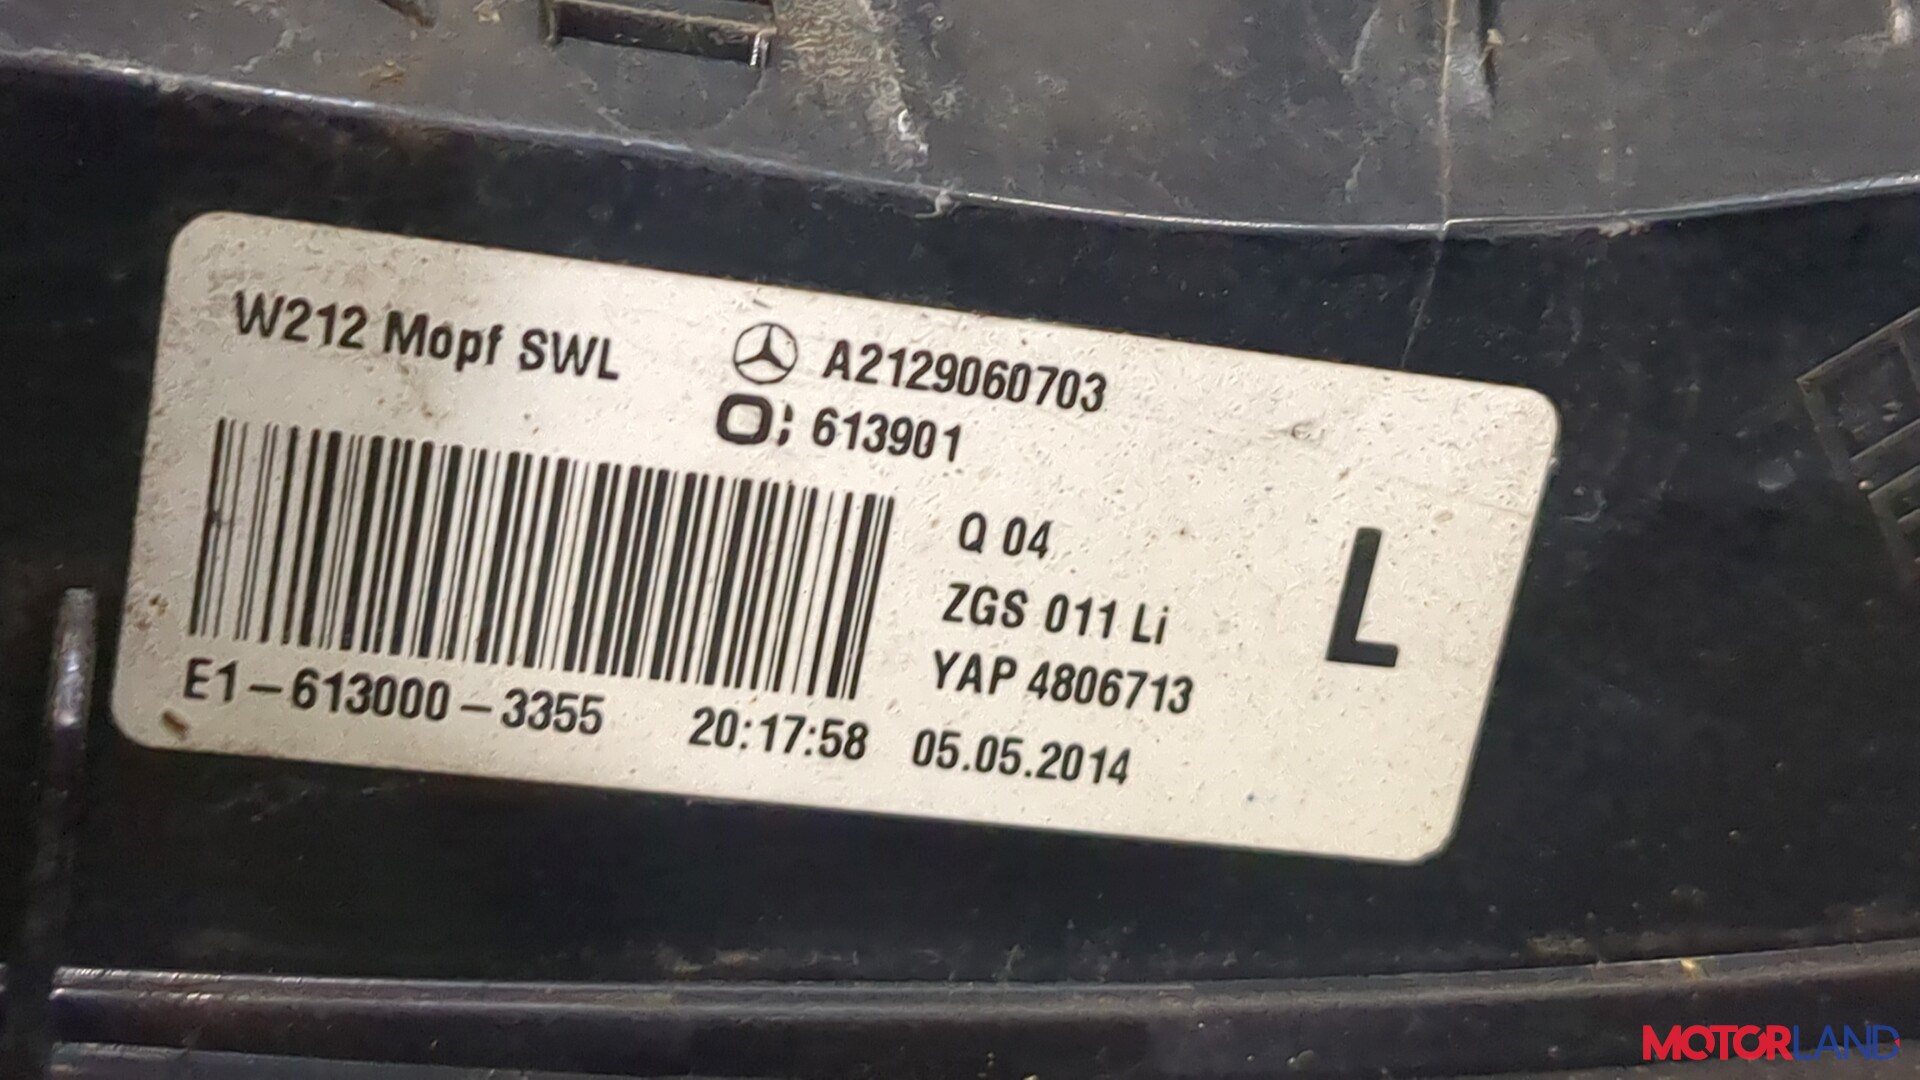 W212 Mopf SWL A2129060703
O; 613901
Q 04
ZGS 011 Li
L
YAP 4806713
E1-613000-3355 20:17:58 05.05.2014
MOTORLAND